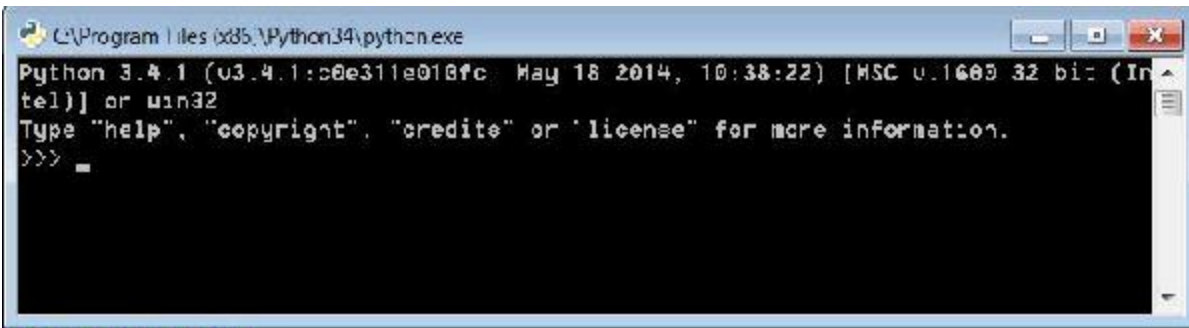 C:\Program Files (x86)\Python34\python.exe
Python 3.4.1 (v3.4.1:c0e311e010fc, May 18 2014, 10:38:22) [MSC v.1600 32 bit (In
tel)] on win32
Type "help", "copyright", "credits" or "license" for more information.
>>>